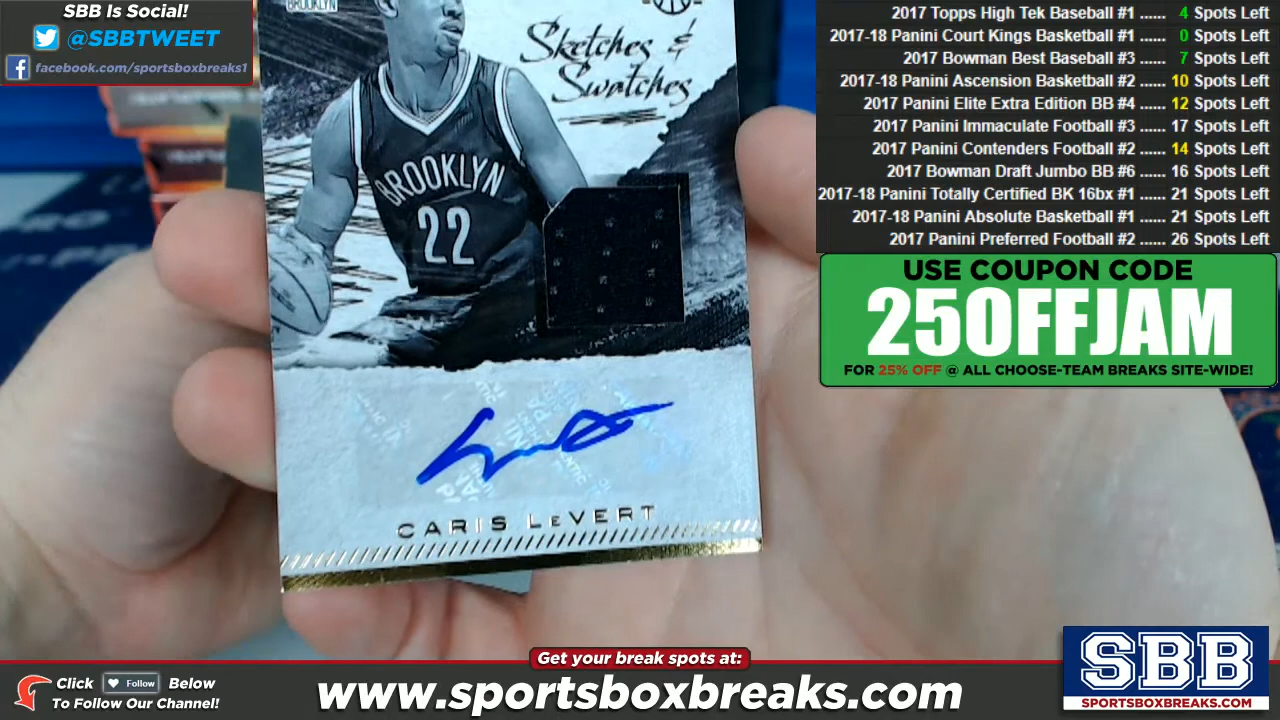 SBB Is Social!
@SBBTWEET
facebook.com/sportsboxbreaks1
BROOKLYN
Sketches &
Swatches
BROOKLYN
22
CARIS LeVERT
2017 Topps High Tek Baseball #1 ...... 4 Spots Left
2017-18 Panini Court Kings Basketball #1 ...... 0 Spots Left
2017 Bowman Best Baseball #3 ...... 7 Spots Left
2017-18 Panini Ascension Basketball #2 ...... 10 Spots Left
2017 Panini Elite Extra Edition BB #4 ...... 12 Spots Left
2017 Panini Immaculate Football #3 ...... 17 Spots Left
2017 Panini Contenders Football #2 ...... 14 Spots Left
2017 Bowman Draft Jumbo BB #6 ...... 16 Spots Left
2017-18 Panini Totally Certified BK 16bx #1 ...... 21 Spots Left
2017-18 Panini Absolute Basketball #1 ...... 21 Spots Left
2017 Panini Preferred Football #2 ...... 26 Spots Left
USE COUPON CODE
25OFFJAM
FOR 25% OFF @ ALL CHOOSE-TEAM BREAKS SITE-WIDE!
Get your break spots at:
Click Follow Below
To Follow Our Channel!
www.sportsboxbreaks.com
SBB
SPORTSBOXBREAKS.COM